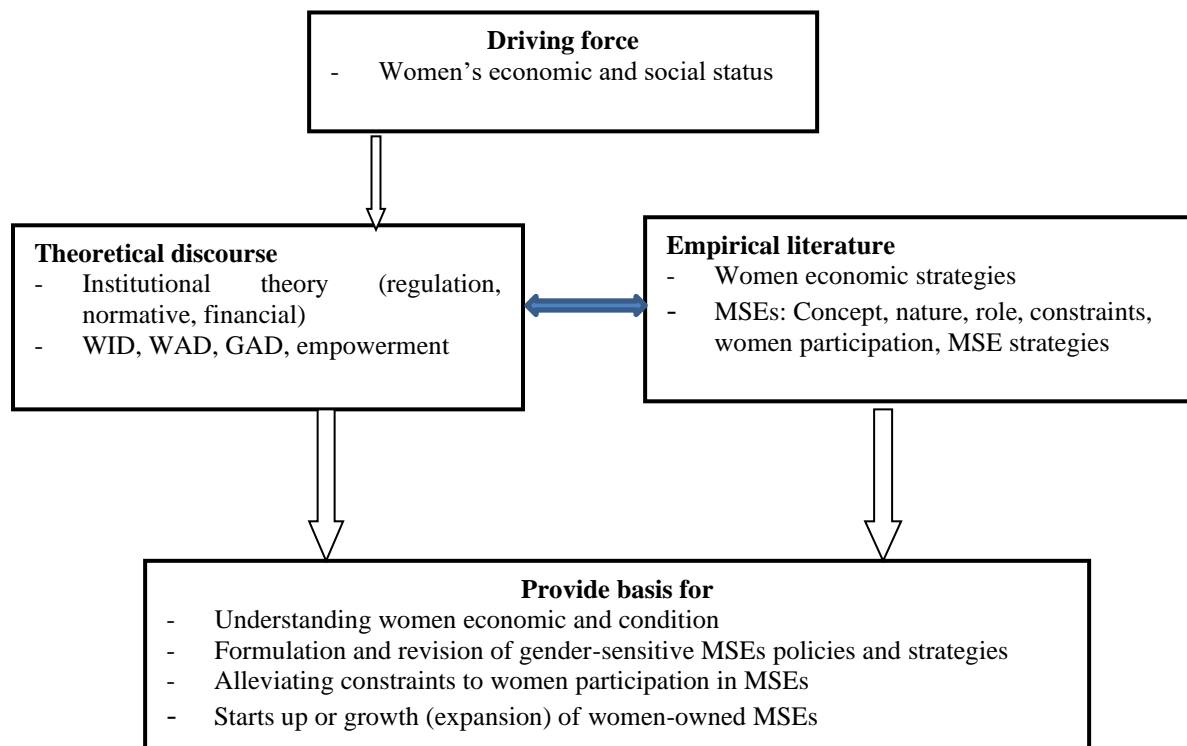 Driving force
- Women’s economic and social status
Theoretical discourse
- Institutional theory (regulation,
normative, financial)
- WID, WAD, GAD, empowerment
Empirical literature
- Women economic strategies
- MSEs: Concept, nature, role, constraints,
women participation, MSE strategies
Provide basis for
- Understanding women economic and condition
- Formulation and revision of gender-sensitive MSEs policies and strategies
- Alleviating constraints to women participation in MSEs
- Starts up or growth (expansion) of women-owned MSEs